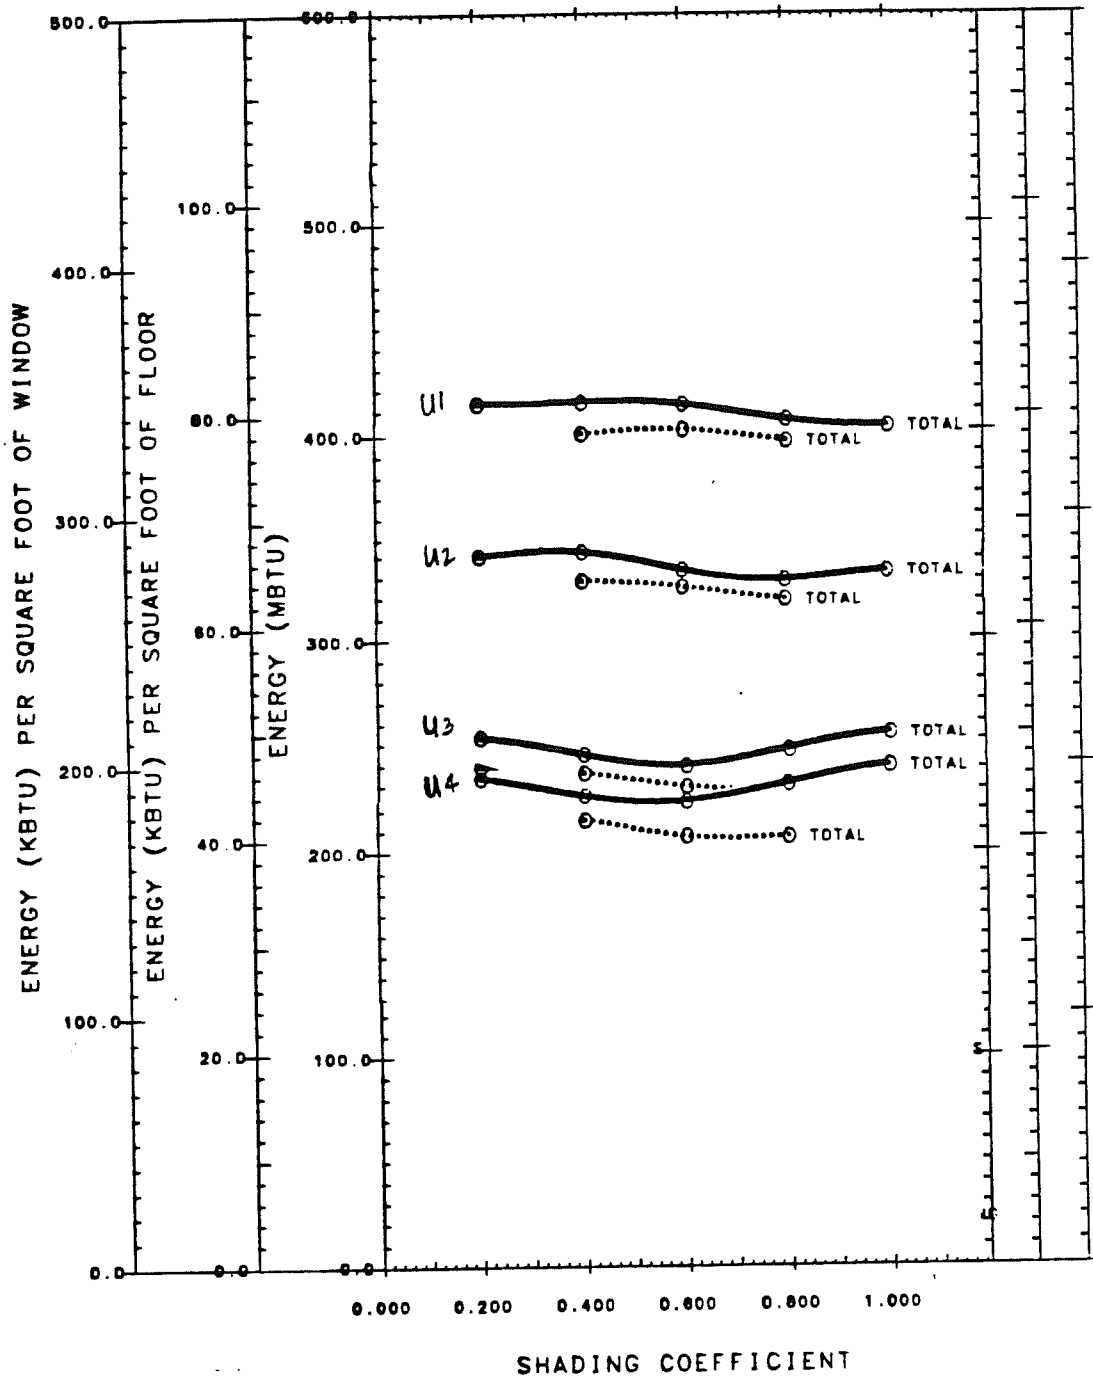 500.0
600.0
100.0
500.0
400.0
U1
TOTAL
80.0
400.0
TOTAL
300.0
U2
TOTAL
TOTAL
60.0
300.0
U3
TOTAL
200.0
U4
TOTAL
40.0
200.0
TOTAL
100.0
20.0
100.0
0.0
0.0
0.0
0.000 0.200 0.400 0.600 0.800 1.000
SHADING COEFFICIENT
ENERGY (KBTU) PER SQUARE FOOT OF WINDOW
ENERGY (KBTU) PER SQUARE FOOT OF FLOOR
ENERGY (MBTU)